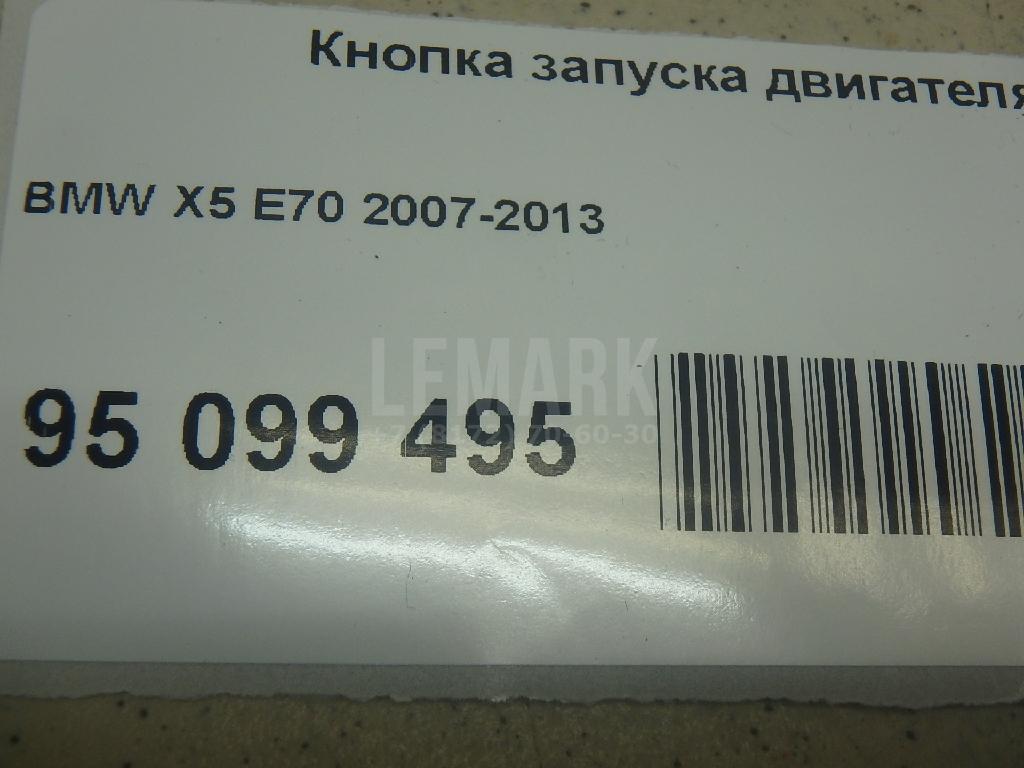 Кнопка запуска двигателя
BMW X5 E70 2007-2013
LEMARK
95 099 495